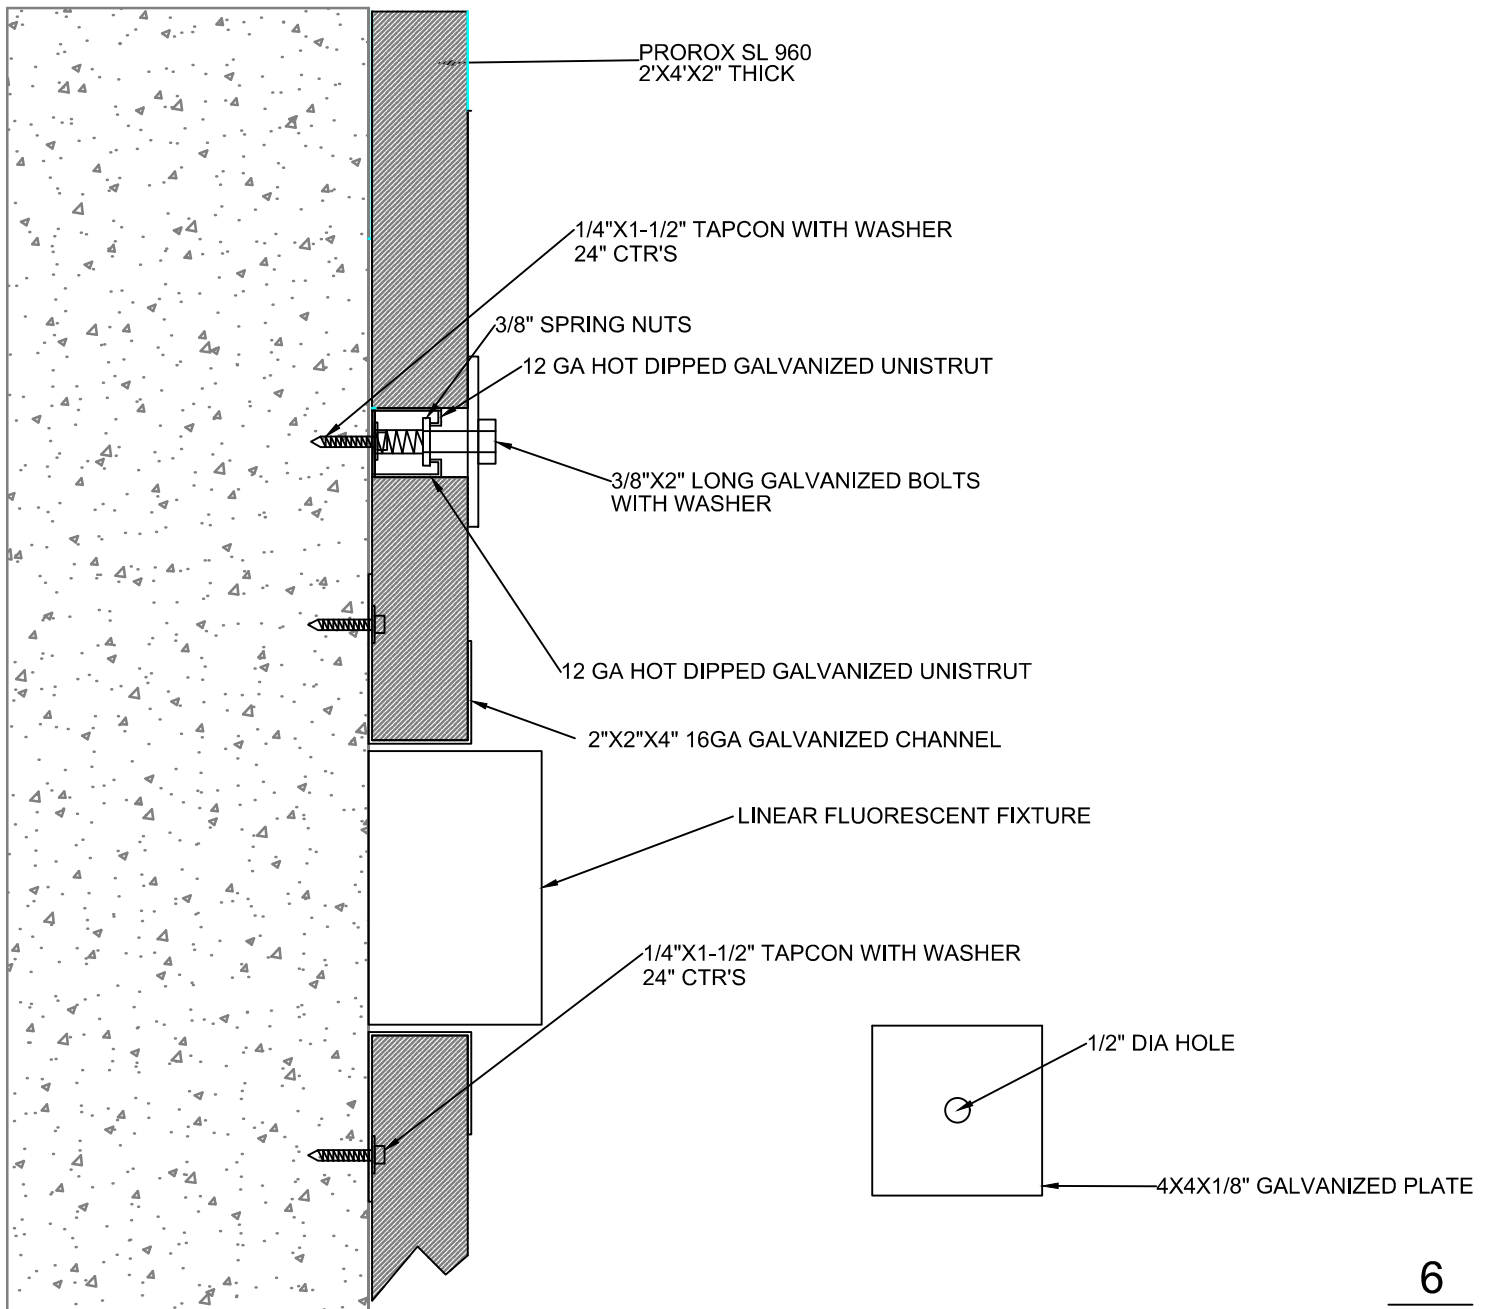 PROROX SL 960
2'X4'X2" THICK
1/4"X1-1/2" TAPCON WITH WASHER
24" CTR'S
3/8" SPRING NUTS
12 GA HOT DIPPED GALVANIZED UNISTRUT
3/8"X2" LONG GALVANIZED BOLTS
WITH WASHER
12 GA HOT DIPPED GALVANIZED UNISTRUT
2"X2"X4" 16GA GALVANIZED CHANNEL
LINEAR FLUORESCENT FIXTURE
1/4"X1-1/2" TAPCON WITH WASHER
24" CTR'S
1/2" DIA HOLE
4X4X1/8" GALVANIZED PLATE
6